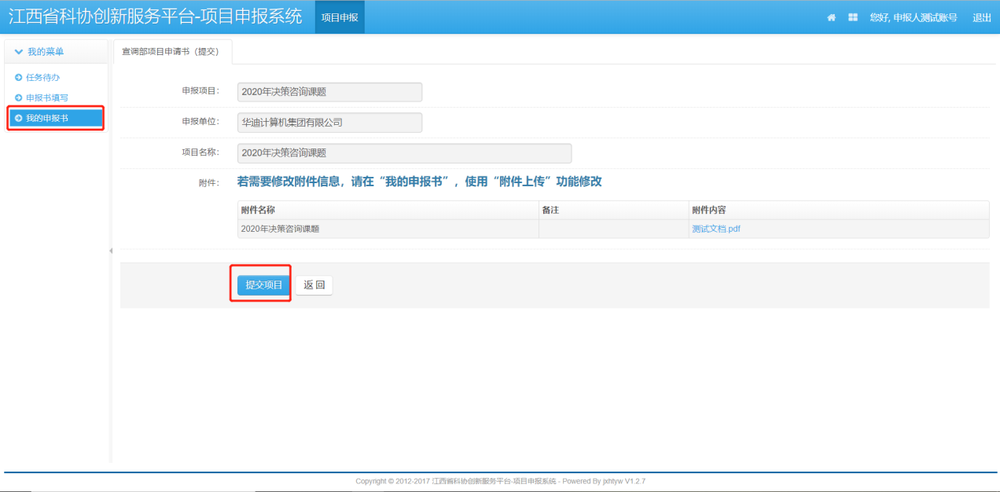 江西省科协创新服务平台-项目申报系统 项目申报 您好, 申报人测试账号 退出
我的菜单
任务待办
申报书填写
我的申报书
宣调部项目申请书（提交）
申报项目： 2020年决策咨询课题
申报单位： 华迪计算机集团有限公司
项目名称： 2020年决策咨询课题
附件： 若需要修改附件信息，请在“我的申报书”，使用“附件上传”功能修改
附件名称 备注 附件内容
2020年决策咨询课题 测试文档.pdf
提交项目 返 回
Copyright © 2012-2017 江西省科协创新服务平台-项目申报系统 - Powered By jxhtyw V1.2.7